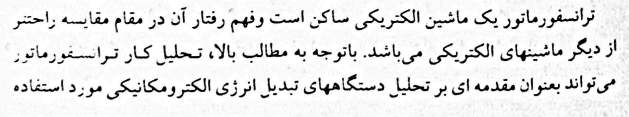 ترانسفورماتور یک ماشین الکتریکی ساکن است وفهم رفتار آن در مقام مقایسه راحتتر
از دیگر ماشینهای الکتریکی می‌باشد. باتوجه به مطالب بالا، تحلیل کار ترانسفورماتور
می‌تواند بعنوان مقدمه ای بر تحلیل دستگاههای تبدیل انرژی الکترومکانیکی مورد استفاده